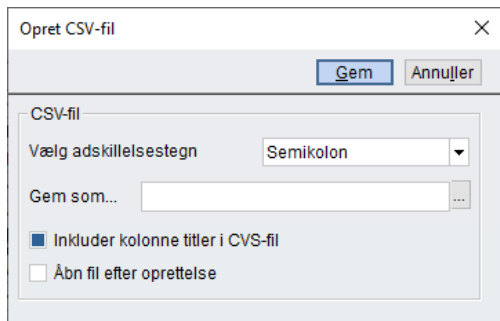 Opret CSV-fil
Gem Annuller
CSV-fil
Vælg adskillelsestegn Semikolon
Gem som... ...
Inkluder kolonne titler i CVS-fil
Åbn fil efter oprettelse